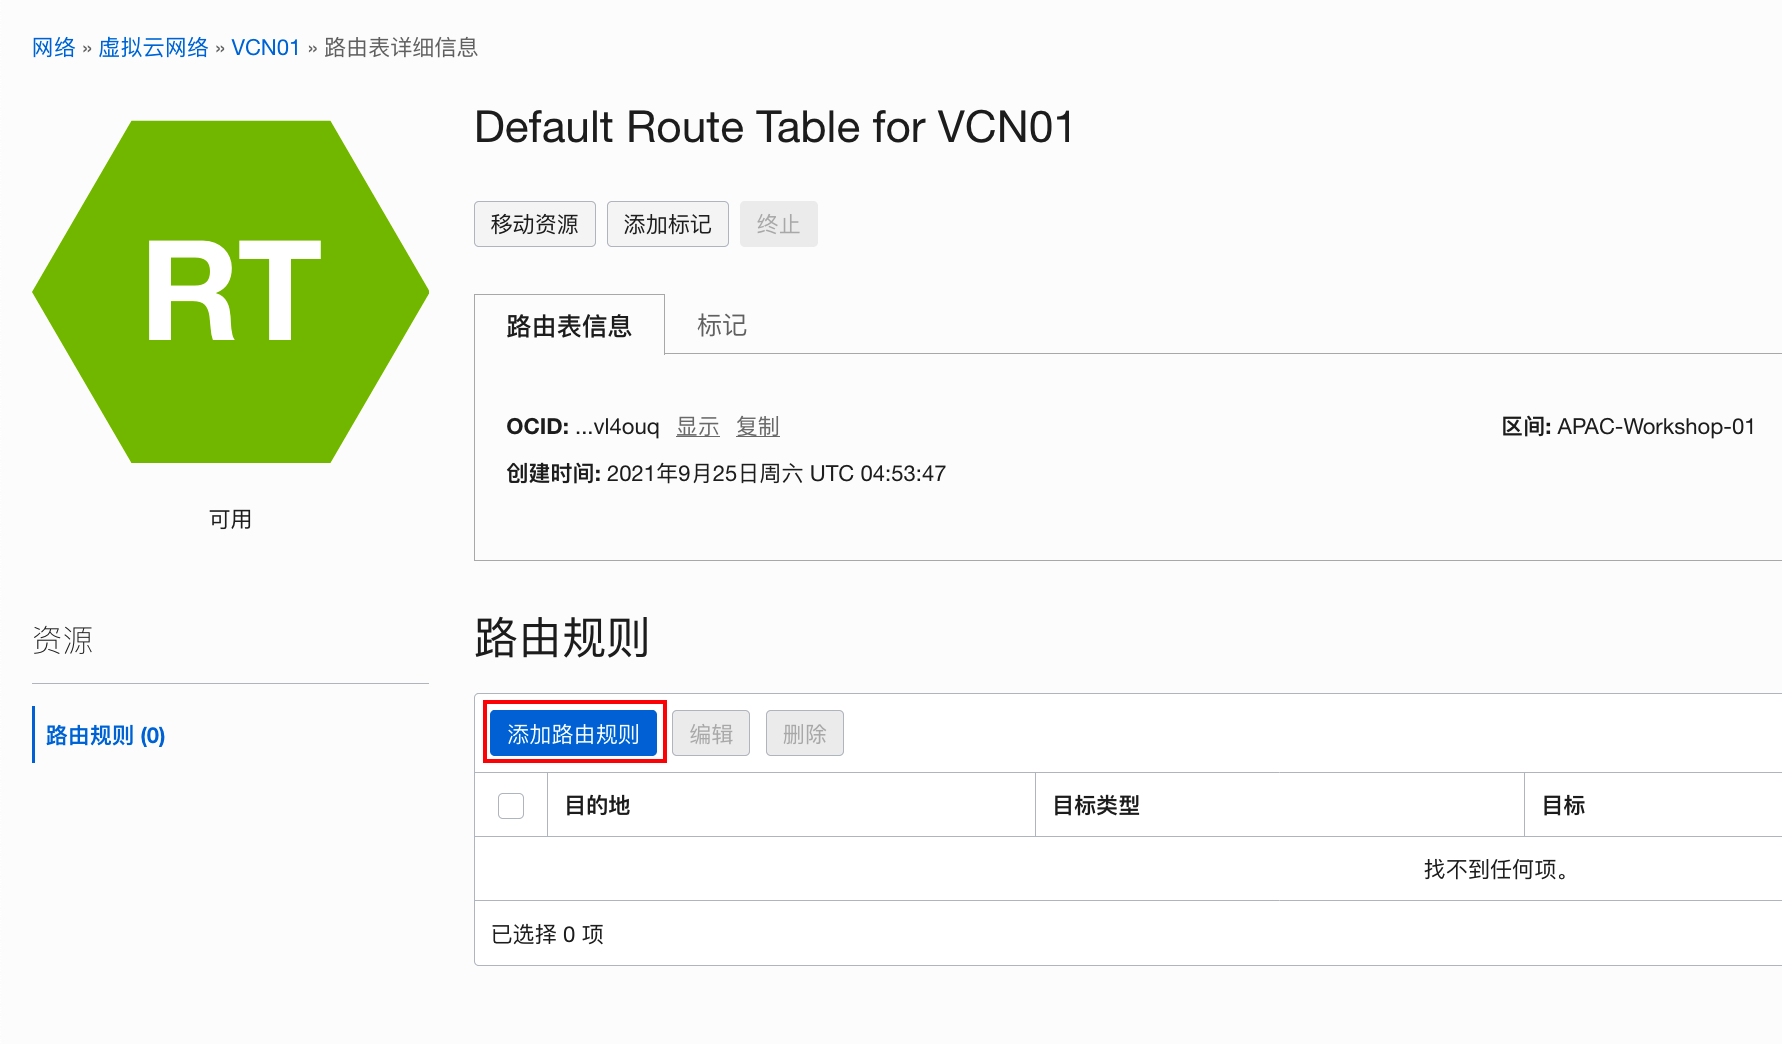 网络 » 虚拟云网络 » VCN01 » 路由表详细信息
RT
可用
Default Route Table for VCN01
移动资源 添加标记 终止
路由表信息 标记
OCID: ...vl4ouq 显示 复制 区间: APAC-Workshop-01
创建时间: 2021年9月25日周六 UTC 04:53:47
资源
路由规则 (0)
路由规则
添加路由规则 编辑 删除
目的地 目标类型 目标
找不到任何项。
已选择 0 项